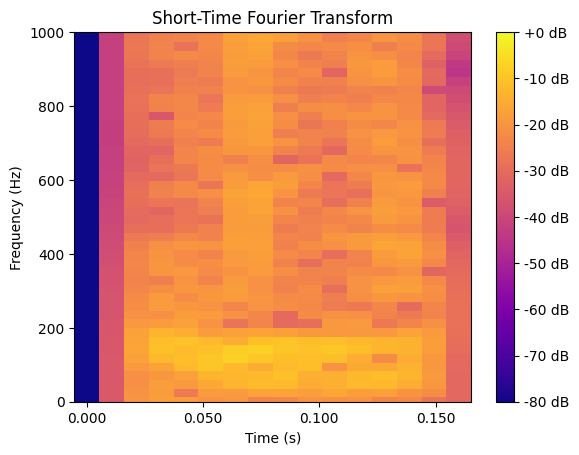 Short-Time Fourier Transform
1000
800
600
400
200
0
Frequency (Hz)
0.000
0.050
0.100
0.150
Time (s)
+0 dB
-10 dB
-20 dB
-30 dB
-40 dB
-50 dB
-60 dB
-70 dB
-80 dB